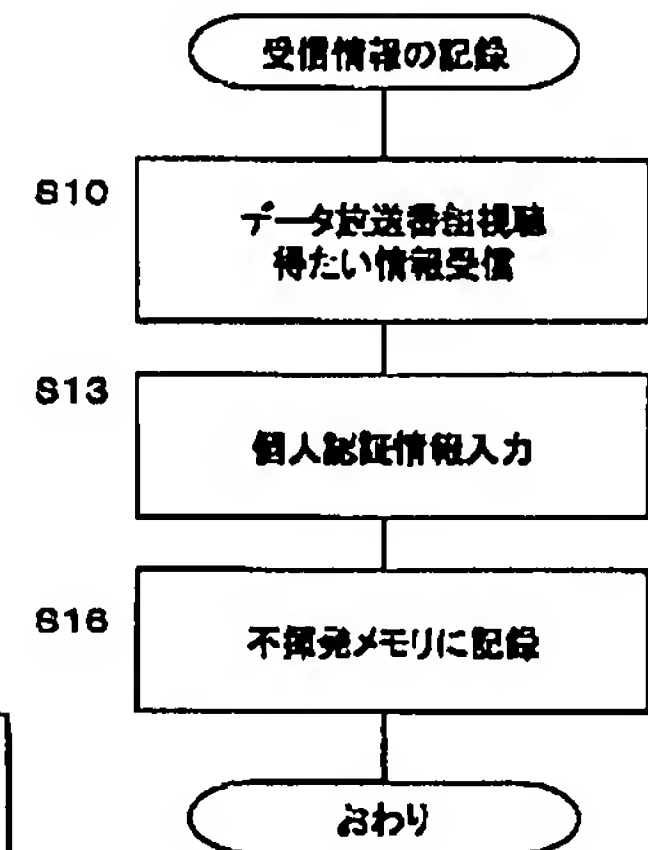 受信情報の記録
S10
データ放送番組視聴
得たい情報受信
S13
個人認証情報入力
S16
不揮発メモリに記録
おわり